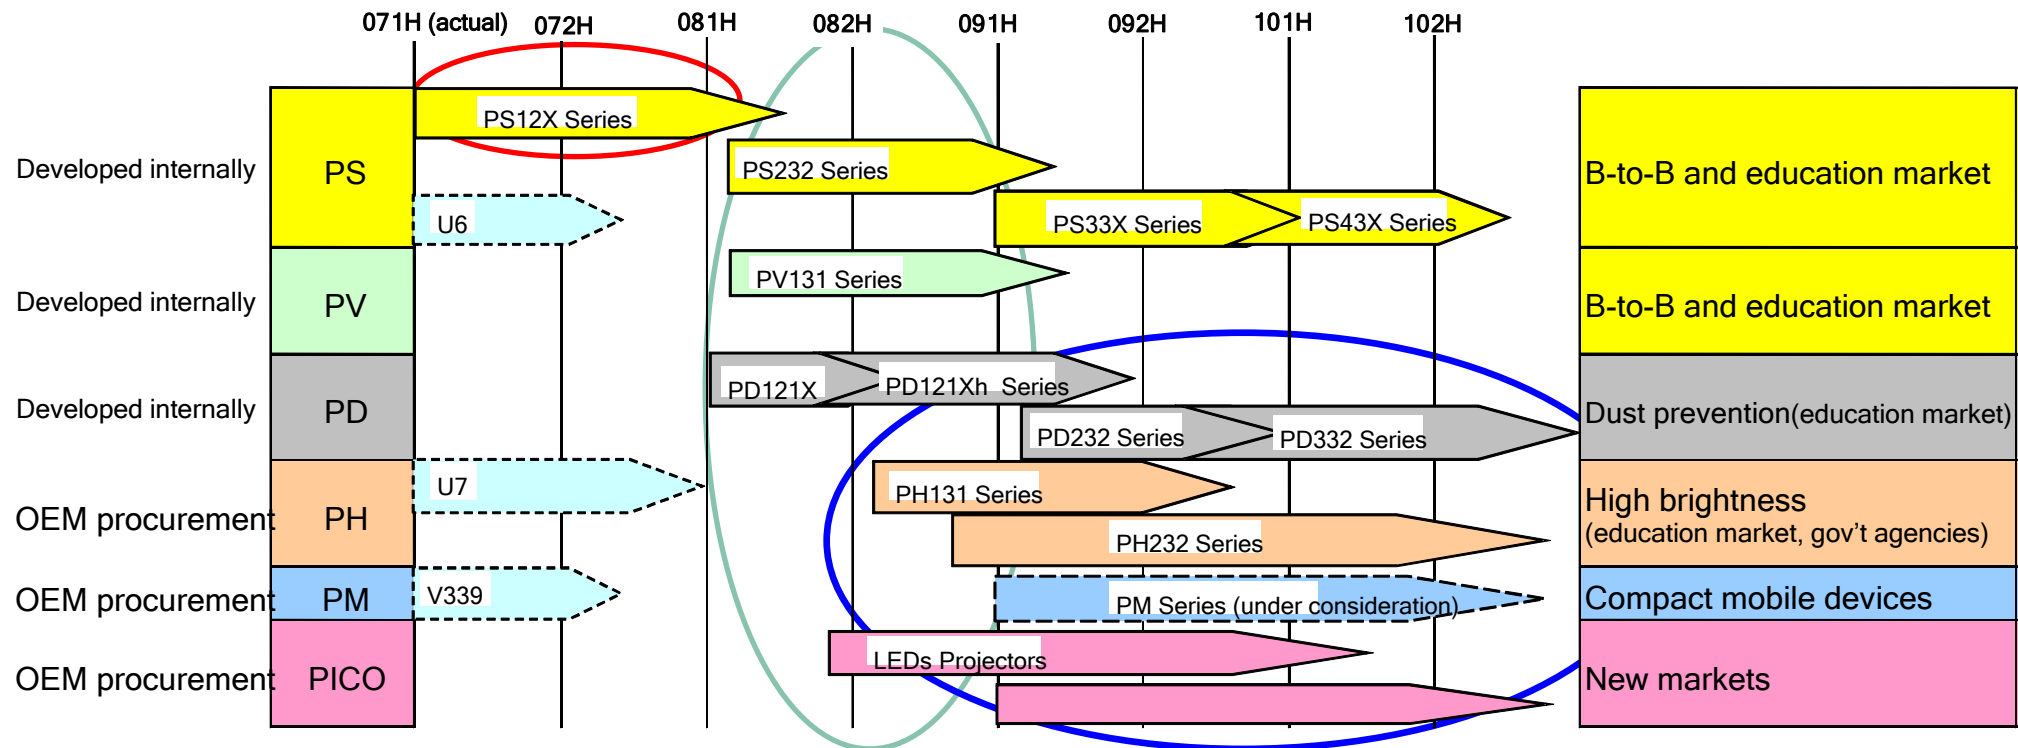 071H (actual)
072H
081H
082H
091H
092H
101H
102H
PS12X Series
Developed internally
PS
PS232 Series
B-to-B and education market
U6
PS33X Series
PS43X Series
Developed internally
PV
PV131 Series
B-to-B and education market
Developed internally
PD
PD121X
PD121Xh Series
Dust prevention(education market)
PD232 Series
PD332 Series
OEM procurement
PH
U7
PH131 Series
High brightness
(education market, gov't agencies)
PH232 Series
OEM procurement
PM
V339
PM Series (under consideration)
Compact mobile devices
OEM procurement
PICO
LEDs Projectors
New markets